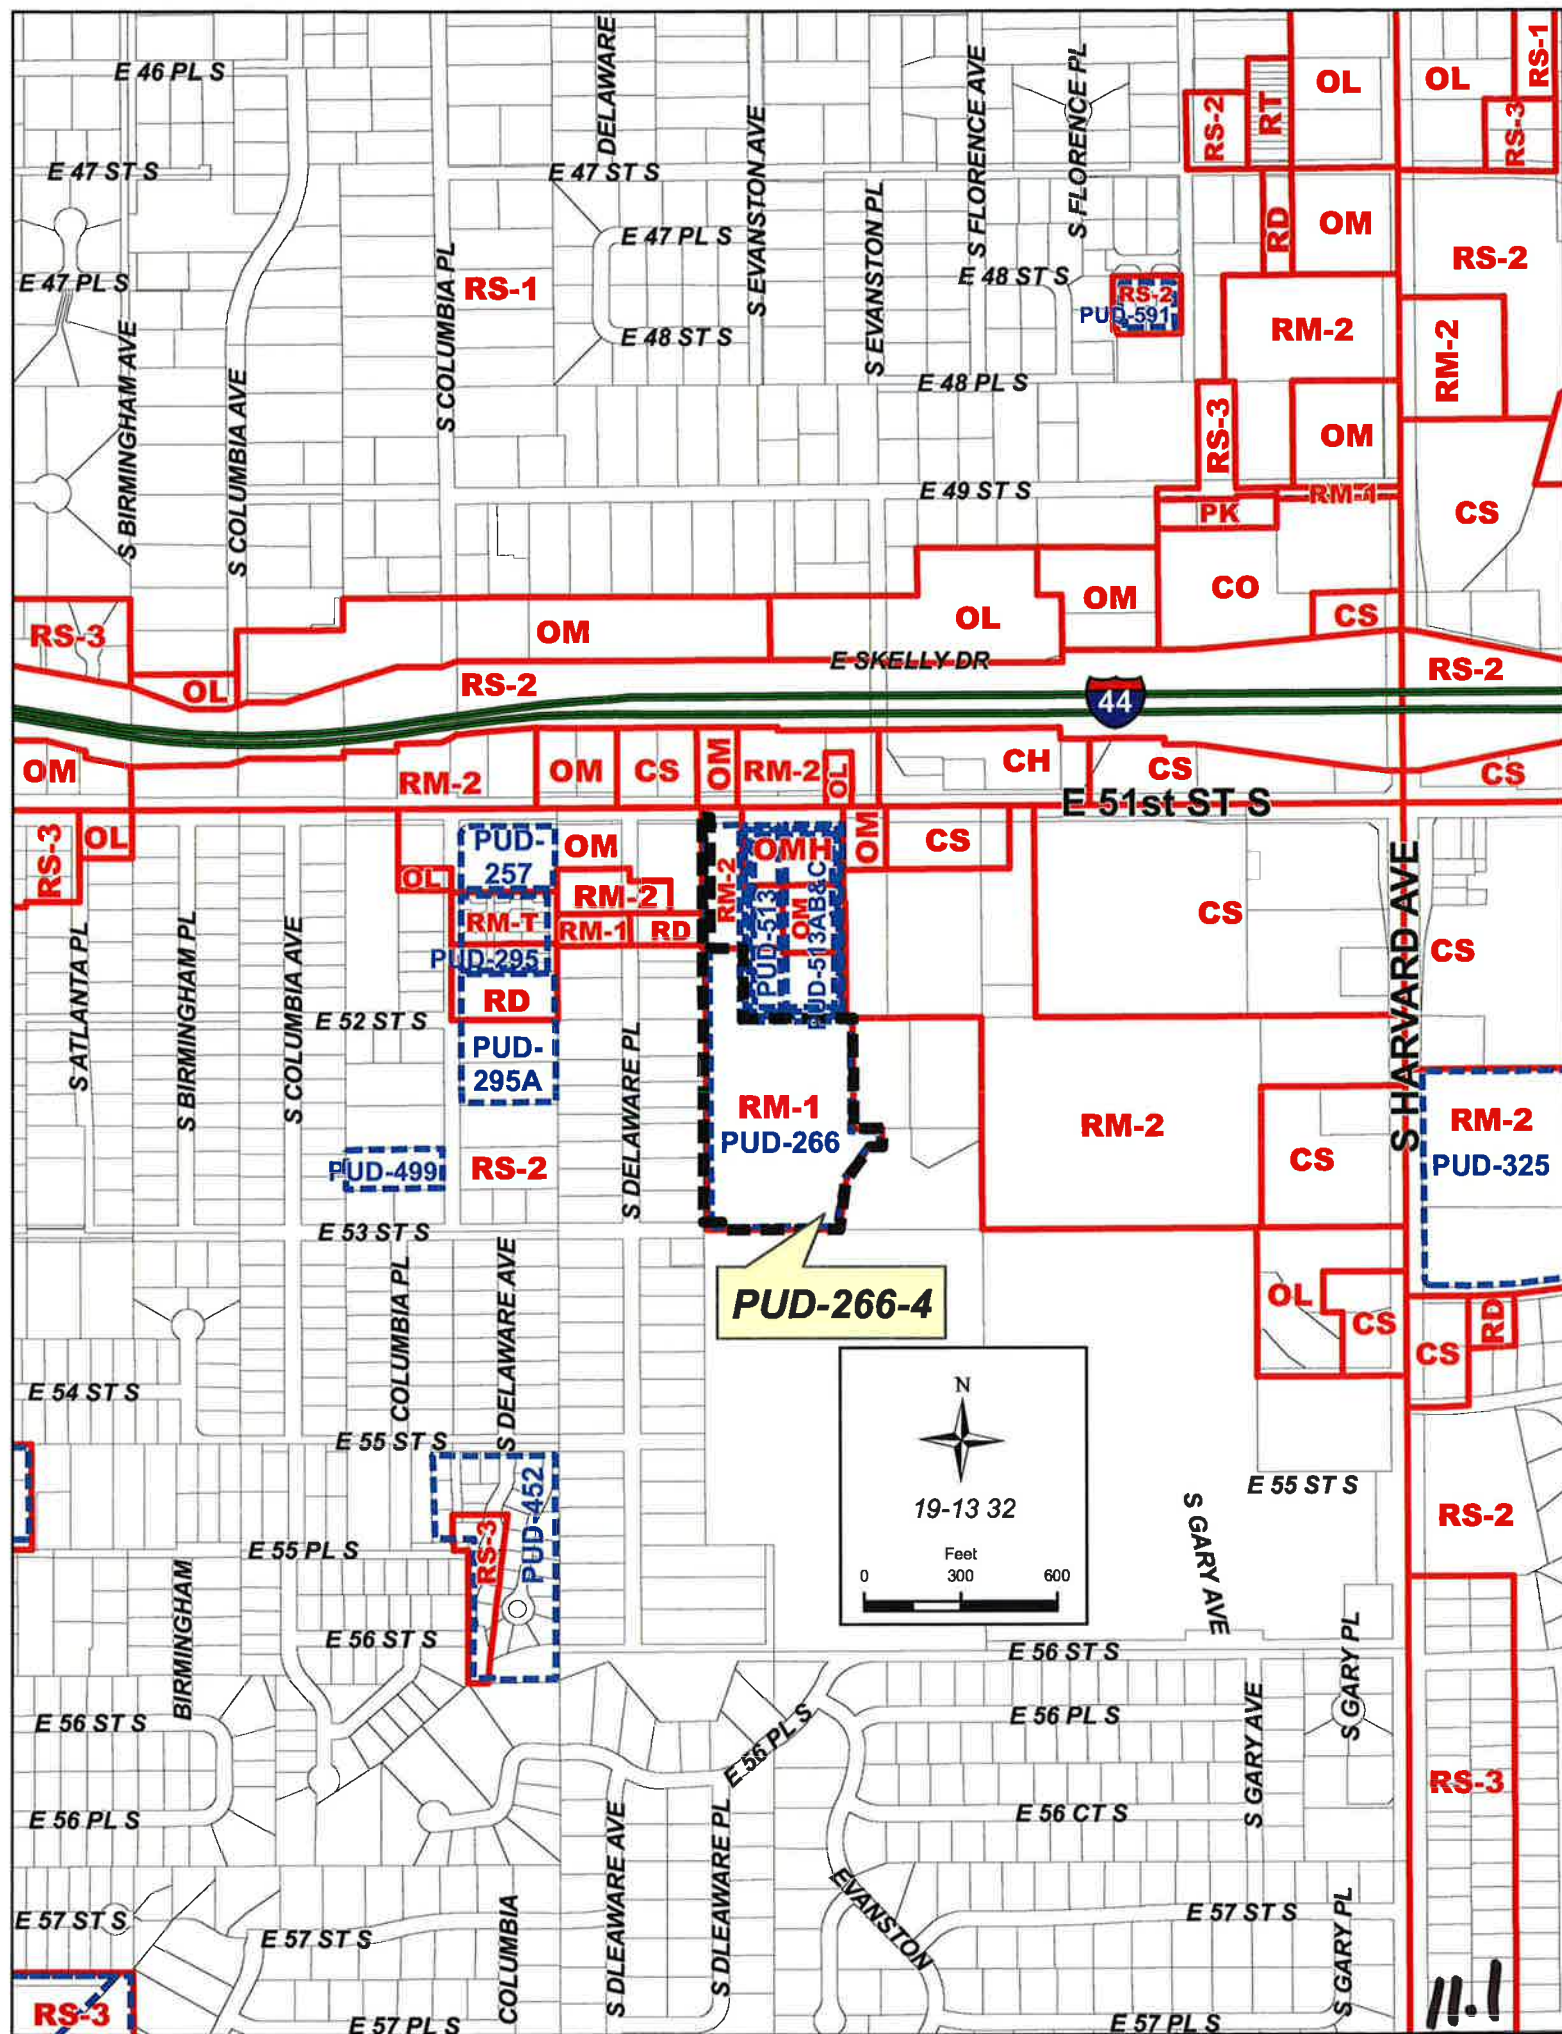 E 46 PL S
DELAWARE
S EVANSTON AVE
S FLORENCE AVE
S FLORENCE PL
RS-2
RT
OL
OL
RS-1
RS-3
E 47 ST S
E 47 ST S
RD
OM
RS-2
E 47 PL S
E 47 PL S
S COLUMBIA PL
RS-1
S EVANSTON PL
E 48 ST S
RS-2
PUD-591
E 48 ST S
RM-2
RM-2
S BIRMINGHAM AVE
S COLUMBIA AVE
E 48 PL S
RS-3
OM
E 49 ST S
RM-1
PK
CS
RS-3
OM
OL
OM
CO
CS
E SKELLY DR
OL
RS-2
RS-2
44
OM
RM-2
OM
CS
OM
RM-2
OL
CH
CS
CS
E 51st ST S
RS-3
OL
PUD-
257
OM
RM-2
OMH
OM
CS
OL
RM-2
PUD-513
OM
PUD-513AB&C
RM-T
RM-1
RD
CS
CS
S HARVARD AVE
PUD-295
RD
S ATLANTA PL
S BIRMINGHAM PL
S COLUMBIA AVE
E 52 ST S
PUD-
295A
S DELAWARE PL
RM-1
PUD-266
RM-2
CS
RM-2
PUD-325
PUD-499
RS-2
E 53 ST S
COLUMBIA PL
S DELAWARE AVE
PUD-266-4
OL
CS
CS
RD
E 54 ST S
E 55 ST S
N
19-13 32
Feet
0 300 600
E 55 ST S
S GARY AVE
RS-2
PUD-452
RS-3
E 55 PL S
BIRMINGHAM
E 56 ST S
E 56 ST S
S GARY PL
E 56 ST S
E 56 PL S
E 56 PL S
S GARY AVE
RS-3
E 56 PL S
E 56 CT S
S DLEAWARE AVE
S DLEAWARE PL
EVANSTON
E 57 ST S
E 57 ST S
COLUMBIA
E 57 ST S
S GARY PL
RS-3
E 57 PL S
E 57 PL S
11.1